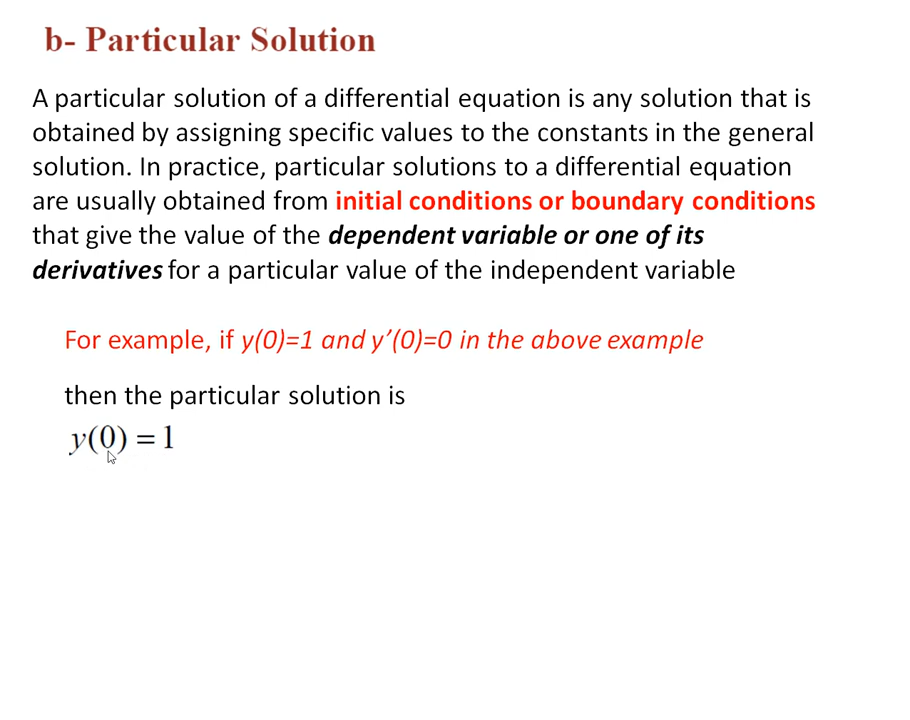 b- Particular Solution
A particular solution of a differential equation is any solution that is
obtained by assigning specific values to the constants in the general
solution. In practice, particular solutions to a differential equation
are usually obtained from initial conditions or boundary conditions
that give the value of the dependent variable or one of its
derivatives for a particular value of the independent variable
For example, if y(0)=1 and y’(0)=0 in the above example
then the particular solution is
y(0) = 1